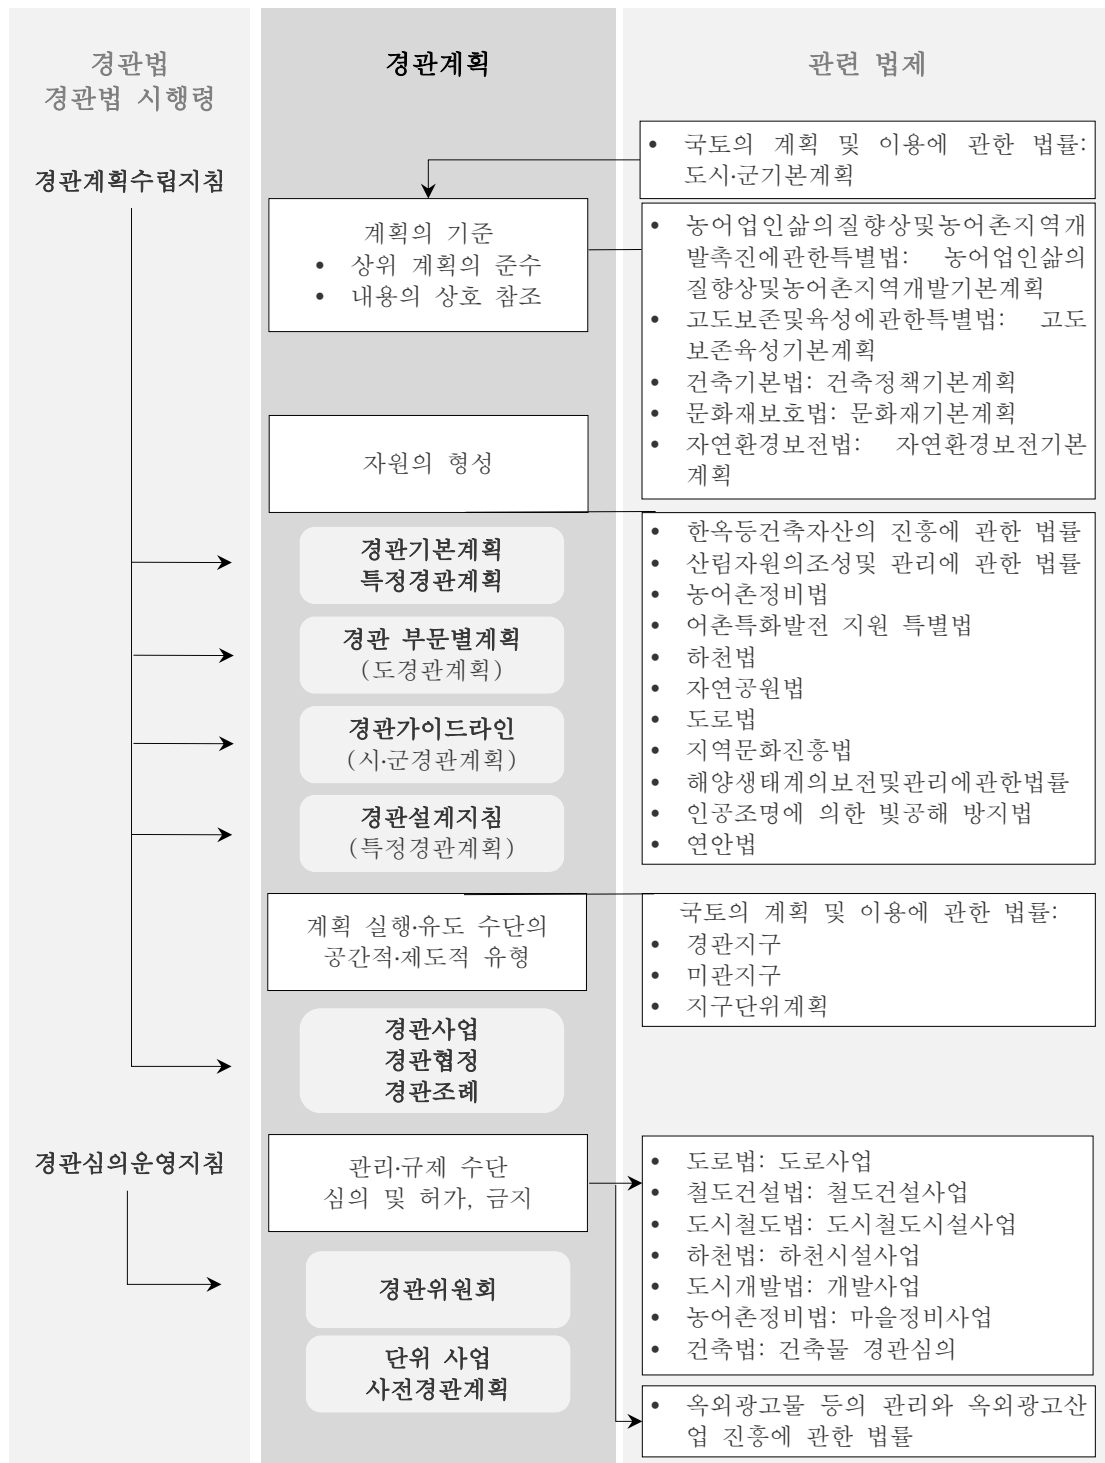 경관법
경관법 시행령
경관계획
관련 법제
경관계획수립지침
• 국토의 계획 및 이용에 관한 법률:
도시·군기본계획
계획의 기준
• 상위 계획의 준수
• 내용의 상호 참조
• 농어업인삶의질향상및농어촌지역개
발촉진에관한특별법: 농어업인삶의
질향상및농어촌지역개발기본계획
• 고도보존및육성에관한특별법: 고도
보존육성기본계획
• 건축기본법: 건축정책기본계획
• 문화재보호법: 문화재기본계획
• 자연환경보전법: 자연환경보전기본
계획
자원의 형성
경관기본계획
특정경관계획
경관 부문별계획
(도경관계획)
경관가이드라인
(시·군경관계획)
경관설계지침
(특정경관계획)
• 한옥등건축자산의 진흥에 관한 법률
• 산림자원의조성및 관리에 관한 법률
• 농어촌정비법
• 어촌특화발전 지원 특별법
• 하천법
• 자연공원법
• 도로법
• 지역문화진흥법
• 해양생태계의보전및관리에관한법률
• 인공조명에 의한 빛공해 방지법
• 연안법
계획 실행·유도 수단의
공간적·제도적 유형
국토의 계획 및 이용에 관한 법률:
• 경관지구
• 미관지구
• 지구단위계획
경관사업
경관협정
경관조례
경관심의운영지침
관리·규제 수단
심의 및 허가, 금지
• 도로법: 도로사업
• 철도건설법: 철도건설사업
• 도시철도법: 도시철도시설사업
• 하천법: 하천시설사업
• 도시개발법: 개발사업
• 농어촌정비법: 마을정비사업
• 건축법: 건축물 경관심의
경관위원회
단위 사업
사전경관계획
• 옥외광고물 등의 관리와 옥외광고산
업 진흥에 관한 법률